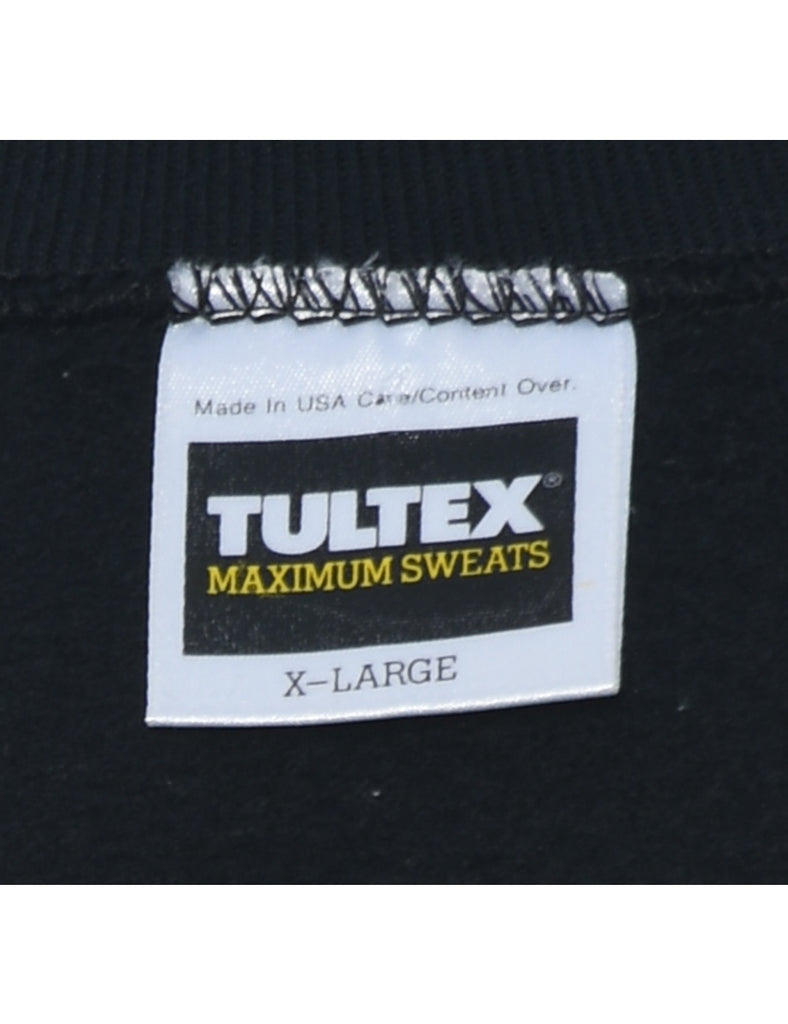 Made In USA Care/Content Over.
TULTEX®
MAXIMUM SWEATS
X-LARGE